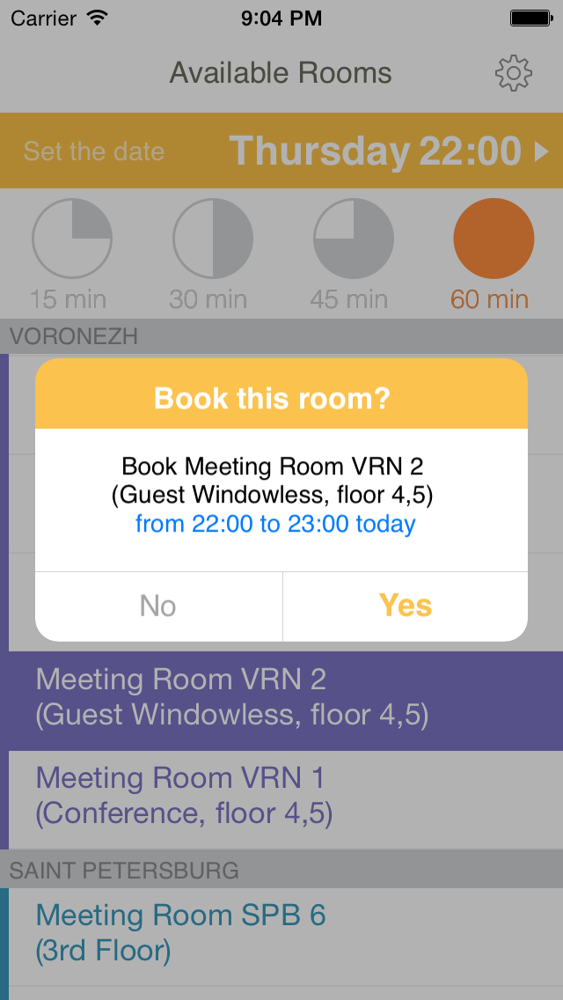 Carrier 9:04 PM
Available Rooms
Set the date Thursday 22:00
15 min 30 min 45 min 60 min
VORONEZH
Book this room?
Book Meeting Room VRN 2
(Guest Windowless, floor 4,5)
from 22:00 to 23:00 today
No Yes
Meeting Room VRN 2
(Guest Windowless, floor 4,5)
Meeting Room VRN 1
(Conference, floor 4,5)
SAINT PETERSBURG
Meeting Room SPB 6
(3rd Floor)